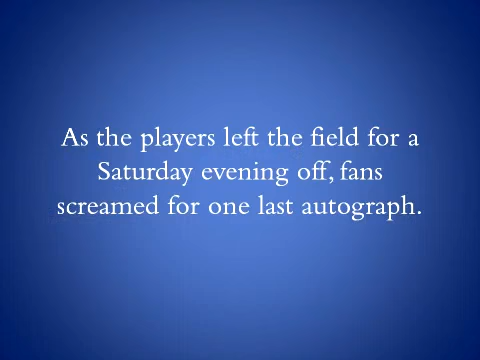 As the players left the field for a
Saturday evening off, fans
screamed for one last autograph.